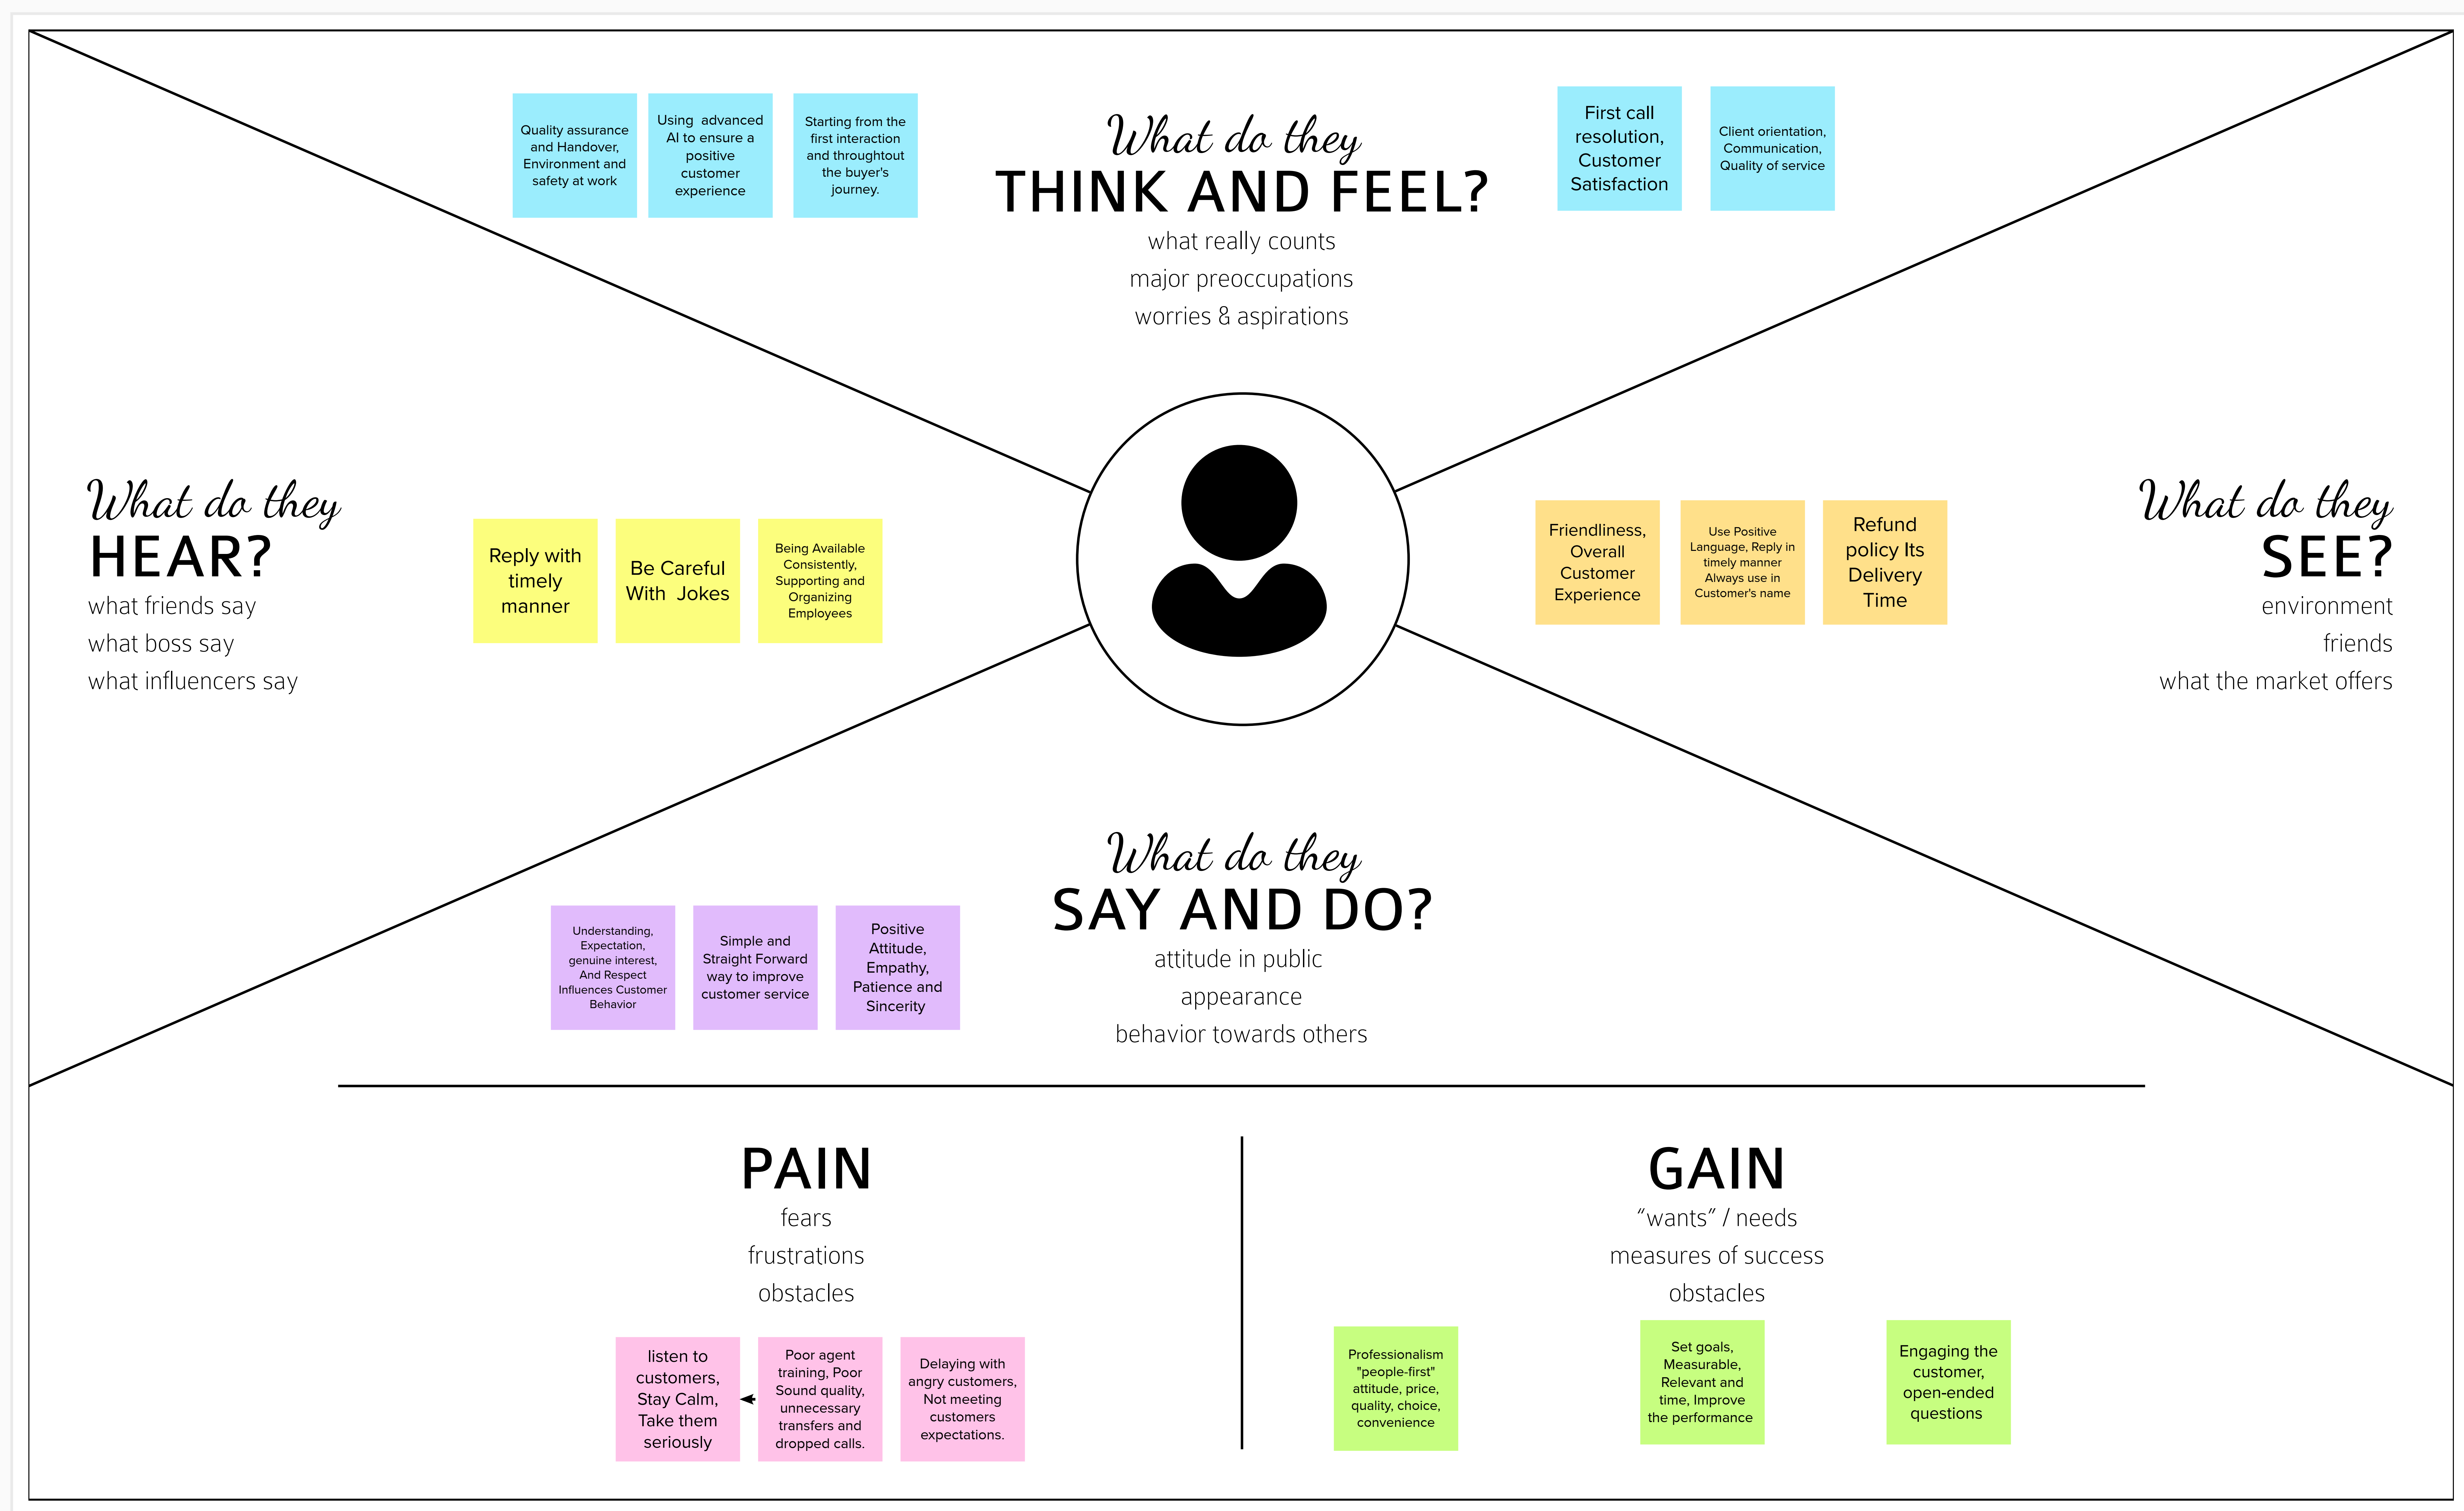 Quality assurance
and Handover,
Environment and
safety at work
Using  advanced
AI to ensure a
positive
customer
experience
Starting from the
first interaction
and throughtout
the buyer's
journey.
What do they
THINK AND FEEL?
what really counts
major preoccupations
worries & aspirations
First call
resolution,
Customer
Satisfaction
Client orientation,
Communication,
Quality of service
What do they
HEAR?
what friends say
what boss say
what influencers say
Reply with
timely
manner
Be Careful
With  Jokes
Being Available
Consistently,
Supporting and
Organizing
Employees
Friendliness,
Overall
Customer
Experience
Use Positive
Language, Reply in
timely manner
Always use in
Customer's name
Refund
policy Its
Delivery
Time
What do they
SEE?
environment
friends
what the market offers
Understanding,
Expectation,
genuine interest,
And Respect
Influences Customer
Behavior
Simple and
Straight Forward
way to improve
customer service
Positive
Attitude,
Empathy,
Patience and
Sincerity
What do they
SAY AND DO?
attitude in public
appearance
behavior towards others
PAIN
fears
frustrations
obstacles
listen to
customers,
Stay Calm,
Take them
seriously
Poor agent
training, Poor
Sound quality,
unnecessary
transfers and
dropped calls.
Delaying with
angry customers,
Not meeting
customers
expectations.
GAIN
“wants” / needs
measures of success
obstacles
Professionalism
"people-first"
attitude, price,
quality, choice,
convenience
Set goals,
Measurable,
Relevant and
time, Improve
the performance
Engaging the
customer,
open-ended
questions